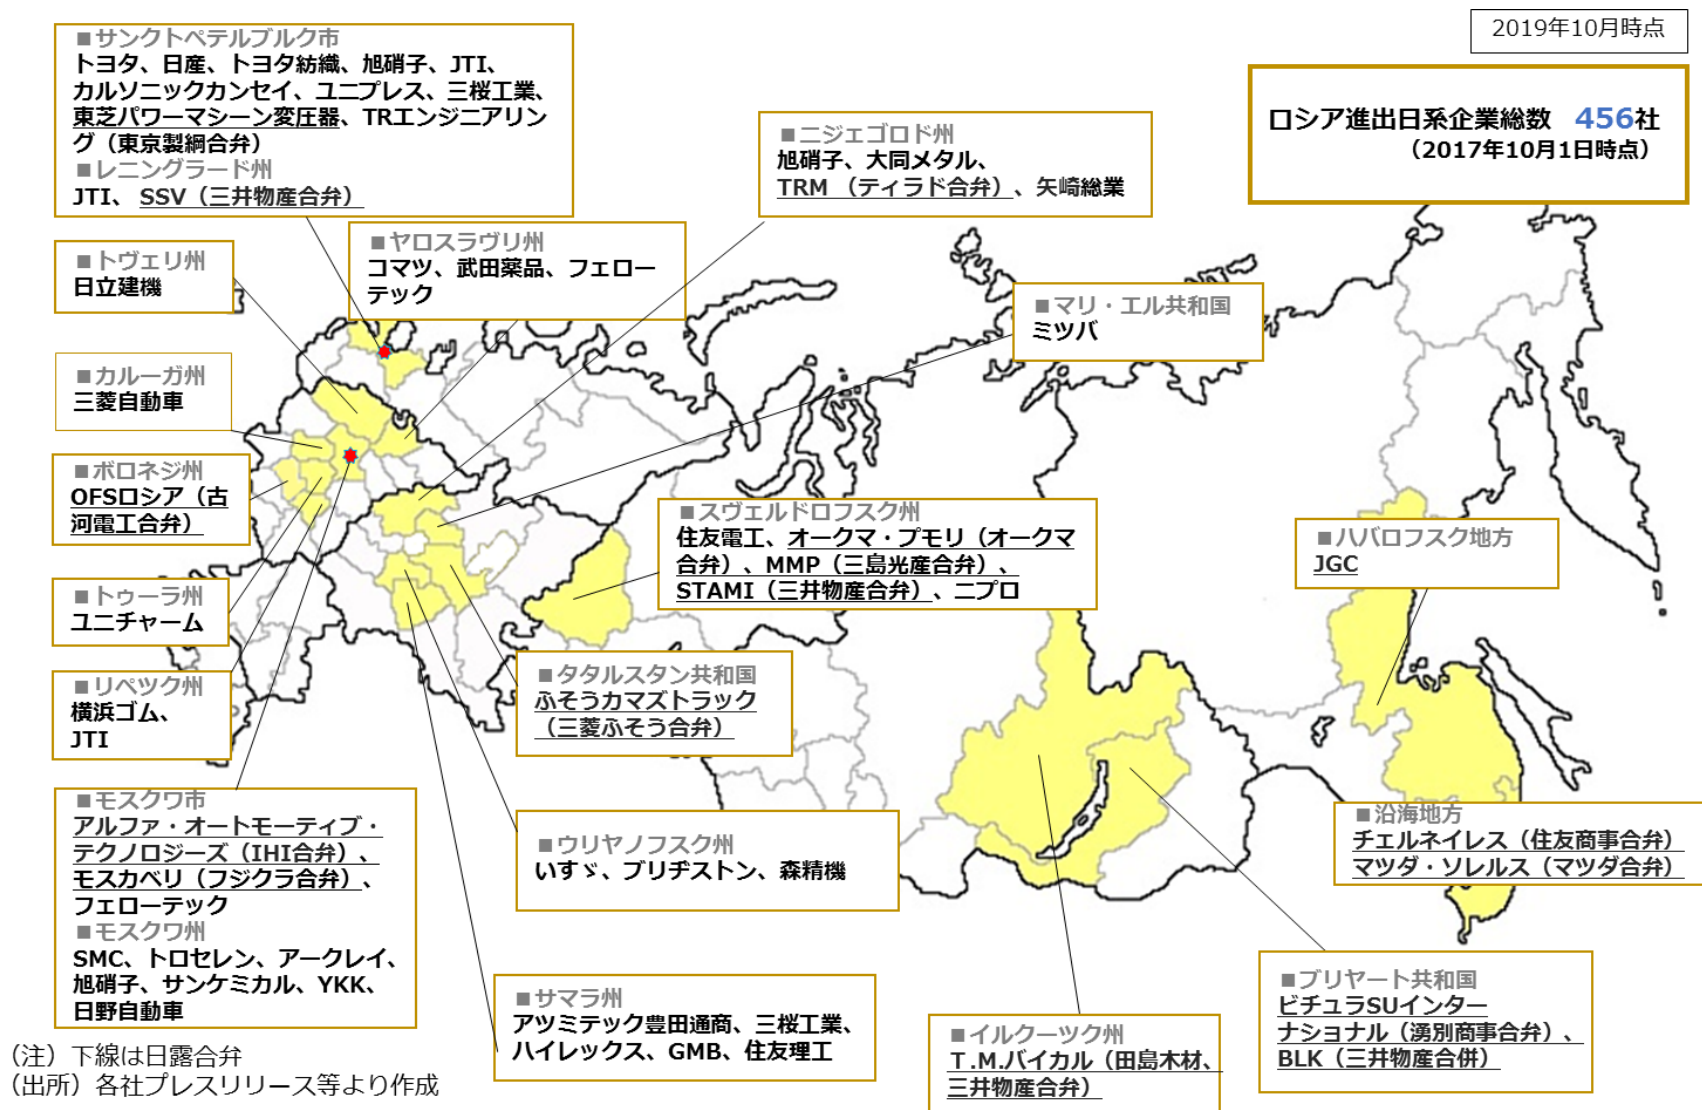 2019年10月時点
ロシア進出日系企業総数 456社
（2017年10月1日時点）
■サンクトペテルブルク市
トヨタ、日産、トヨタ紡織、旭硝子、JTI、
カルソニックカンセイ、ユニプレス、三桜工業、
東芝パワーマシーン変圧器、TRエンジニアリン
グ（東京製綱合弁）
■レニングラード州
JTI、 SSV（三井物産合弁）
■ニジェゴロド州
旭硝子、大同メタル、
TRM （ティラド合弁）、矢崎総業
■トヴェリ州
日立建機
■ヤロスラヴリ州
コマツ、武田薬品、フェロー
テック
■マリ・エル共和国
ミツバ
■カルーガ州
三菱自動車
■ボロネジ州
OFSロシア（古
河電工合弁）
■スヴェルドロフスク州
住友電工、オークマ・プモリ（オークマ
合弁）、MMP（三島光産合弁）、
STAMI（三井物産合弁）、ニプロ
■ハバロフスク地方
JGC
■トゥーラ州
ユニチャーム
■リペツク州
横浜ゴム、
JTI
■タタルスタン共和国
ふそうカマズトラック
（三菱ふそう合弁）
■モスクワ市
アルファ・オートモーティブ・
テクノロジーズ（IHI合弁）、
モスカベリ（フジクラ合弁）、
フェローテック
■モスクワ州
SMC、トロセレン、アークレイ、
旭硝子、サンケミカル、YKK、
日野自動車
■ウリヤノフスク州
いすゞ、ブリヂストン、森精機
■沿海地方
チェルネイレス（住友商事合弁）
マツダ・ソレルス（マツダ合弁）
■サマラ州
アツミテック豊田通商、三桜工業、
ハイレックス、GMB、住友理工
■イルクーツク州
T.M.バイカル（田島木材、
三井物産合弁）
■ブリヤート共和国
ビチュラSUインター
ナショナル（湧別商事合弁）、
BLK（三井物産合併）
（注）下線は日露合弁
（出所）各社プレスリリース等より作成